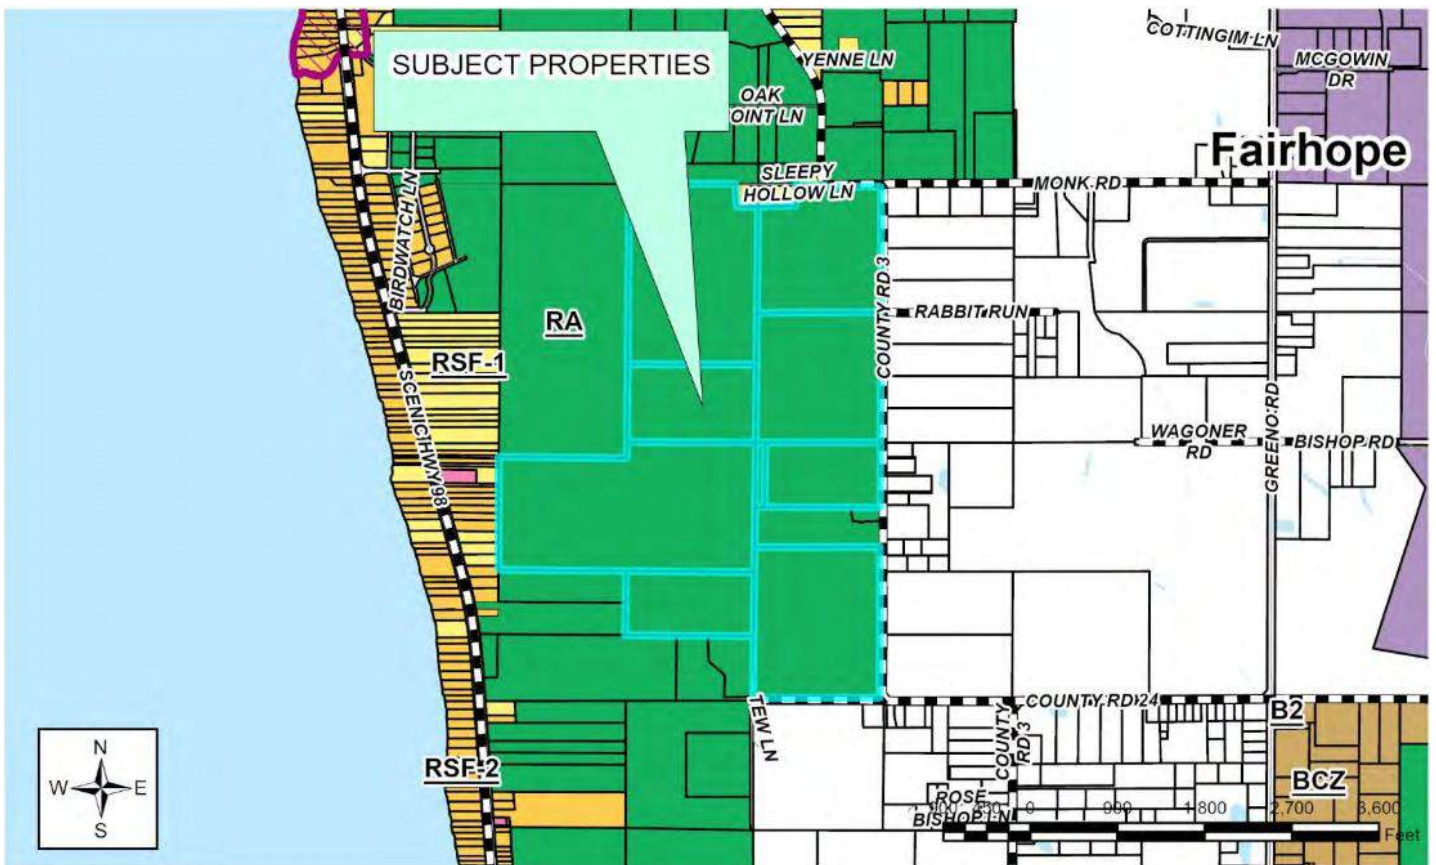 COTTINGIM LN
SUBJECT PROPERTIES
YENNE LN
MCGOWIN
DR
OAK
OINT LN
Fairhope
SLEEPY
HOLLOW LN
MONK RD
BIRDWATCH LN
COUNTY RD 3
RABBIT RUN
RA
RSF-1
SCENIC HWY 98
GREENO RD
WAGONER
RD
BISHOP RD
TEW LN
COUNTY RD 24
COUNTY
RD 3
B2
RSF-2
BCZ
N
W E
S
ROSE
BISHOP LN
900 450 0 900 1,800 2,700 3,600
Feet